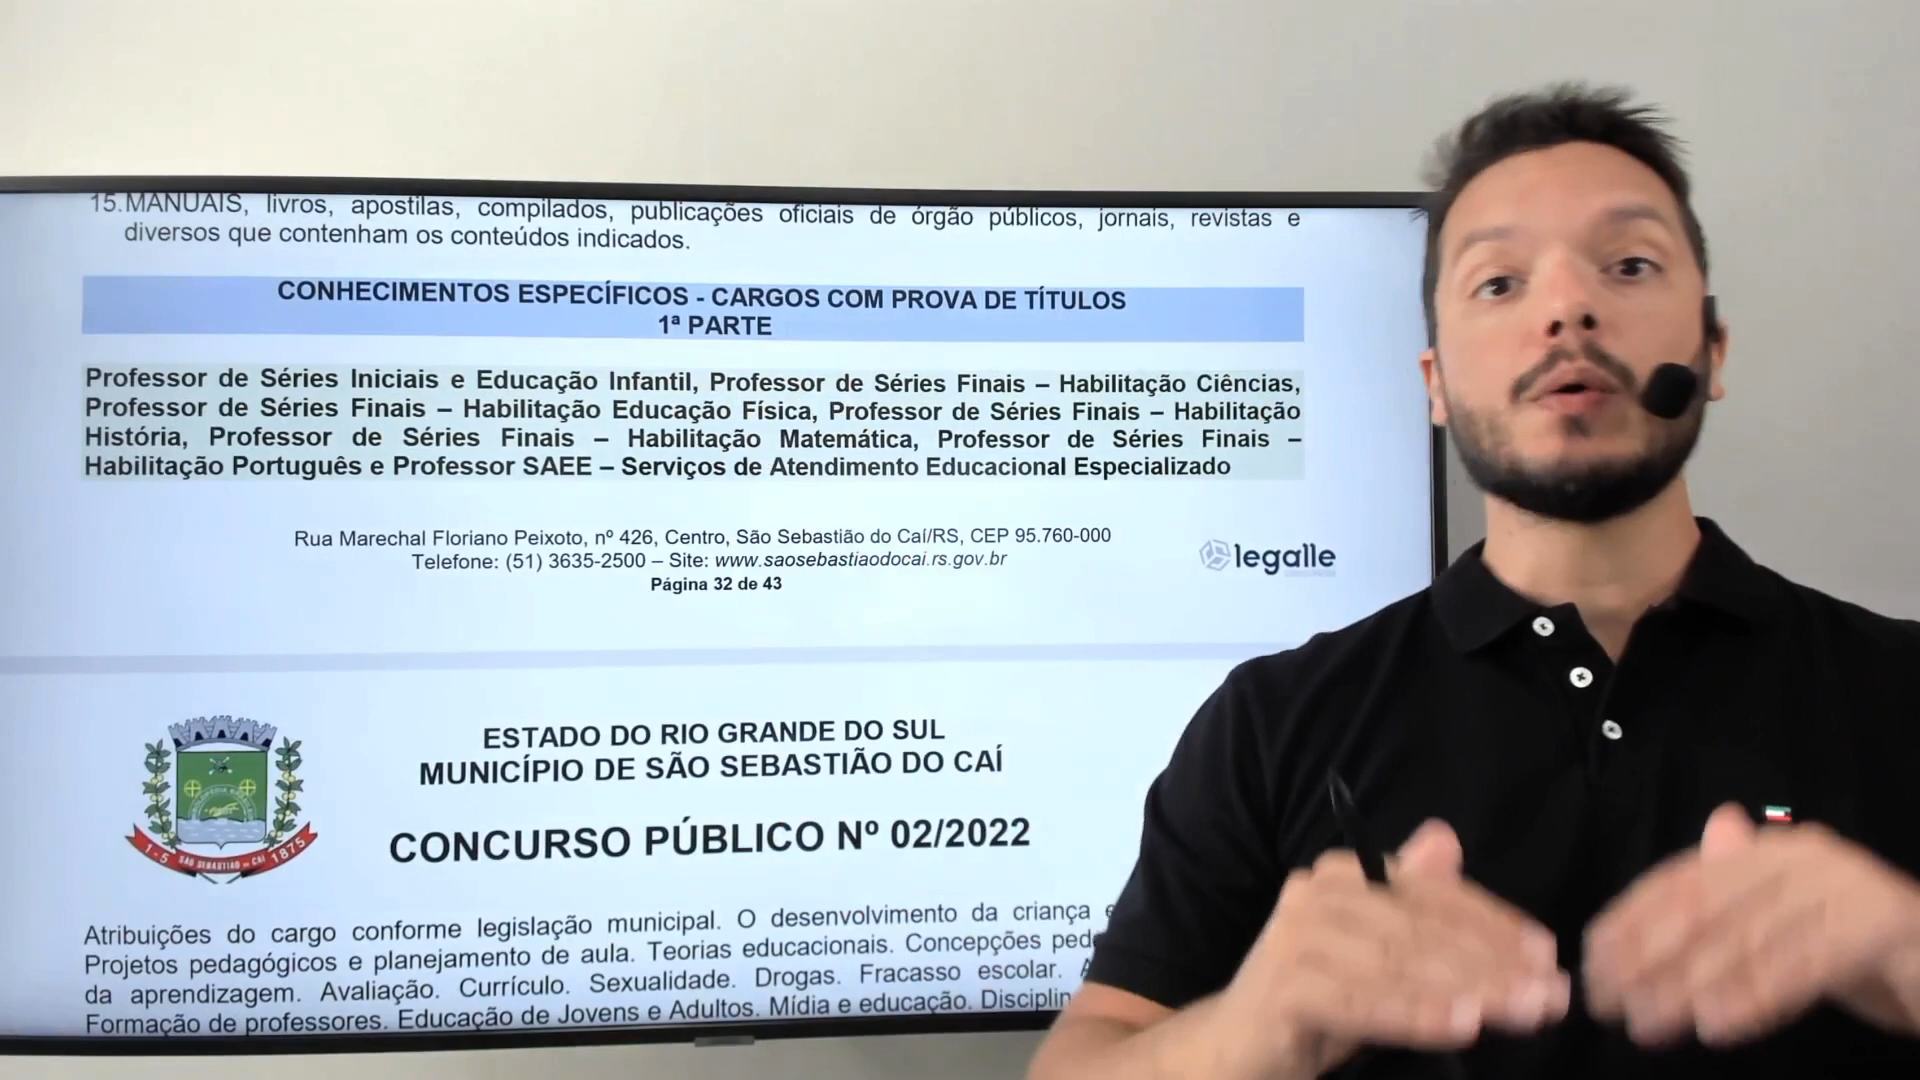 15.MANUAIS, livros, apostilas, compilados, publicações oficiais de órgão públicos, jornais, revistas e
diversos que contenham os conteúdos indicados.
CONHECIMENTOS ESPECÍFICOS - CARGOS COM PROVA DE TÍTULOS
1ª PARTE
Professor de Séries Iniciais e Educação Infantil, Professor de Séries Finais – Habilitação Ciências,
Professor de Séries Finais – Habilitação Educação Física, Professor de Séries Finais – Habilitação
História, Professor de Séries Finais – Habilitação Matemática, Professor de Séries Finais –
Habilitação Português e Professor SAEE – Serviços de Atendimento Educacional Especializado
Rua Marechal Floriano Peixoto, nº 426, Centro, São Sebastião do Caí/RS, CEP 95.760-000
Telefone: (51) 3635-2500 – Site: www.saosebastiaodocai.rs.gov.br
Página 32 de 43
legalle
ESTADO DO RIO GRANDE DO SUL
MUNICÍPIO DE SÃO SEBASTIÃO DO CAÍ
CONCURSO PÚBLICO Nº 02/2022
1-5 SÃO SEBASTIÃO - CAI 1875
Atribuições do cargo conforme legislação municipal. O desenvolvimento da criança e
Projetos pedagógicos e planejamento de aula. Teorias educacionais. Concepções
da aprendizagem. Avaliação. Currículo. Sexualidade. Drogas. Fracasso escolar.
Formação de professores. Educação de Jovens e Adultos. Mídia e educação.